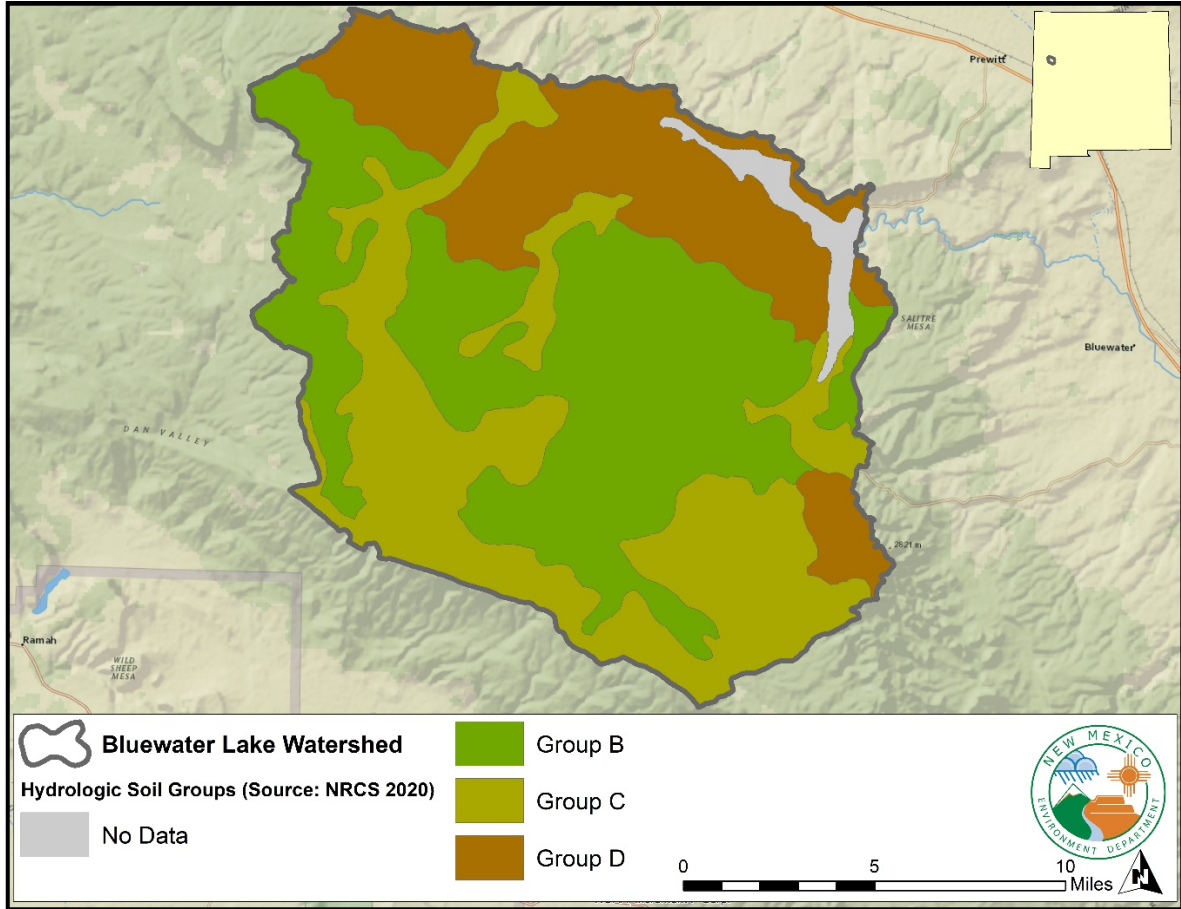 Prewitt
SALITRE
MESA
Bluewater
DAN VALLEY
2821 m
Ramah
WILD
SHEEP
MESA
Bluewater Lake Watershed
Hydrologic Soil Groups (Source: NRCS 2020)
No Data
Group B
Group C
Group D
NEW MEXICO
ENVIRONMENT DEPARTMENT
0 5 10
Miles
N